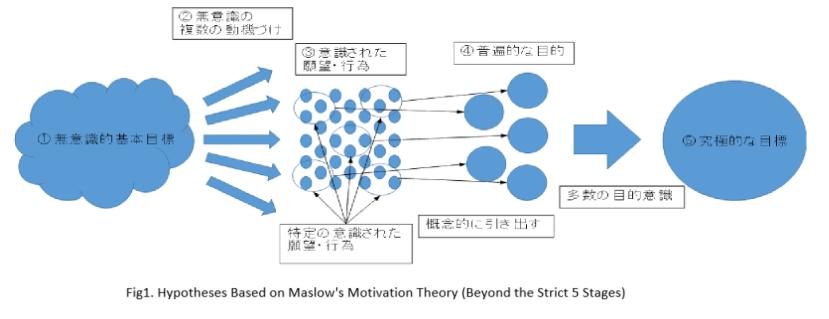 ②無意識の
複数の動機づけ
③意識された
願望・行為
④普遍的な目的
①無意識的基本目標
⑤究極的な目標
多数の目的意識
特定の意識された
願望・行為
概念的に引き出す
Fig1. Hypotheses Based on Maslow's Motivation Theory (Beyond the Strict 5 Stages)